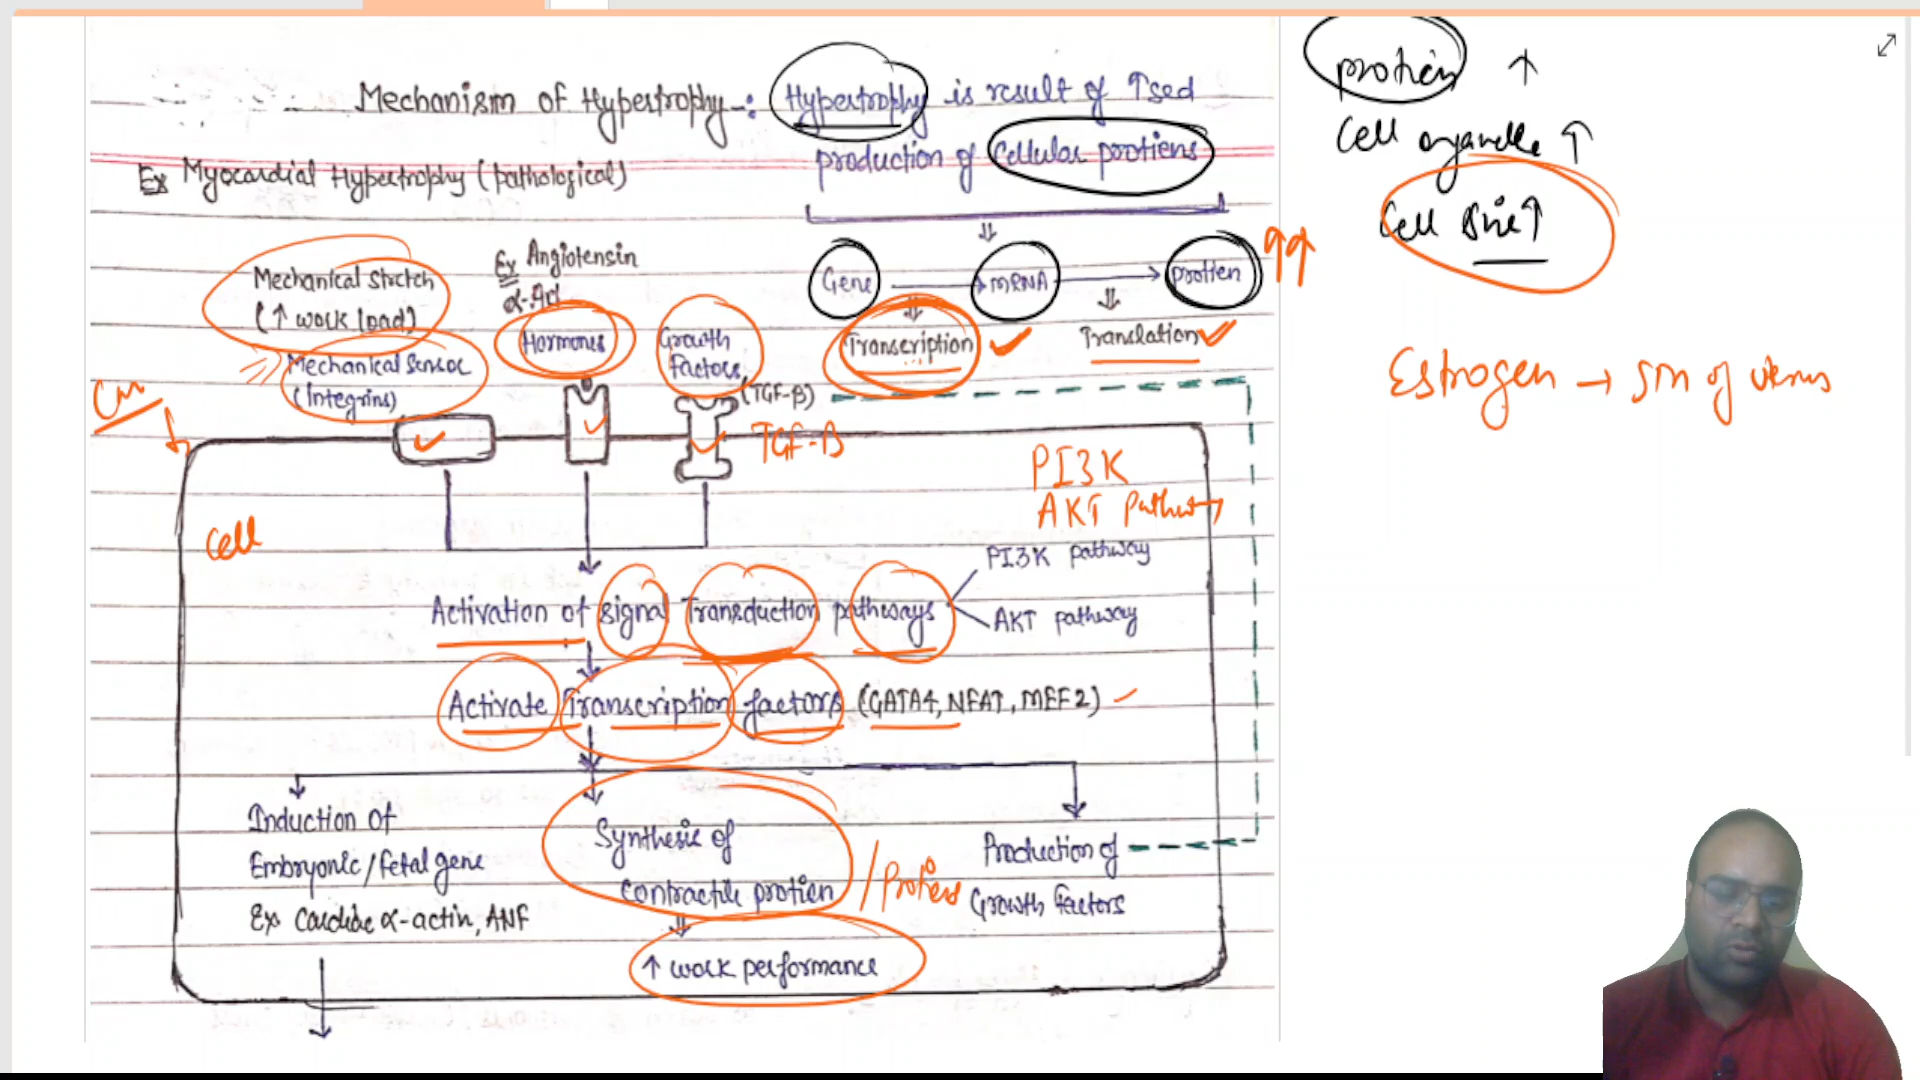 Mechanism of Hypertrophy-: Hypertrophy is result of ↑sed
production of cellular protiens
Ex Myocardial Hypertrophy (pathological)
Gene → mRNA → protien ↑↑
Transcription ✓ Translation ✓
Mechanical Stretch
(↑ work load)
Mechanical Sensor
(Integrins)
Ex Angiotensin
Hormones
Growth
factors
(TGF-β)
TGF-β
Cell
PI3K
AKT
Activation of signal Transduction pathways
PI3K pathway
AKT pathway
Activate Transcription factors (GATA4, NFAT, MEF2)
Induction of
Embryonic/fetal gene
Ex Cardiac α-actin, ANF
Synthesis of
contractile protien
↑ work performance
Production of
Growth factors
protien ↑
Cell organelle ↑
Cell Size ↑
Estrogen → of